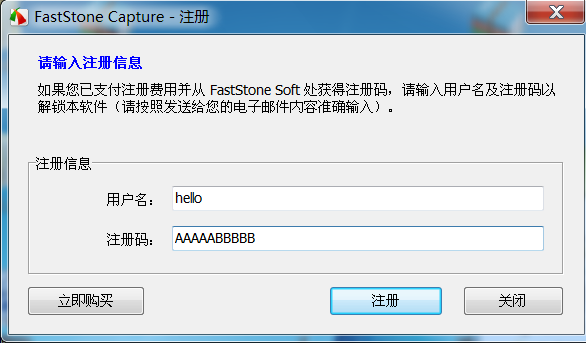 FastStone Capture - 注册
请输入注册信息
如果您已支付注册费用并从 FastStone Soft 处获得注册码，请输入用户名及注册码以
解锁本软件（请按照发送给您的电子邮件内容准确输入）。
注册信息
用户名： hello
注册码： AAAAABBBBB
立即购买 注册 关闭